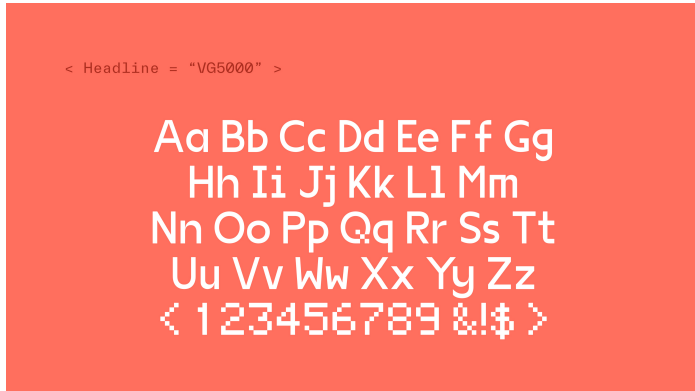 < Headline = “VG5000” >
Aa Bb Cc Dd Ee Ff Gg
Hh Ii Jj Kk Ll Mm
Nn Oo Pp Qq Rr Ss Tt
Uu Vv Ww Xx Yy Zz
< 123456789 &!$ >